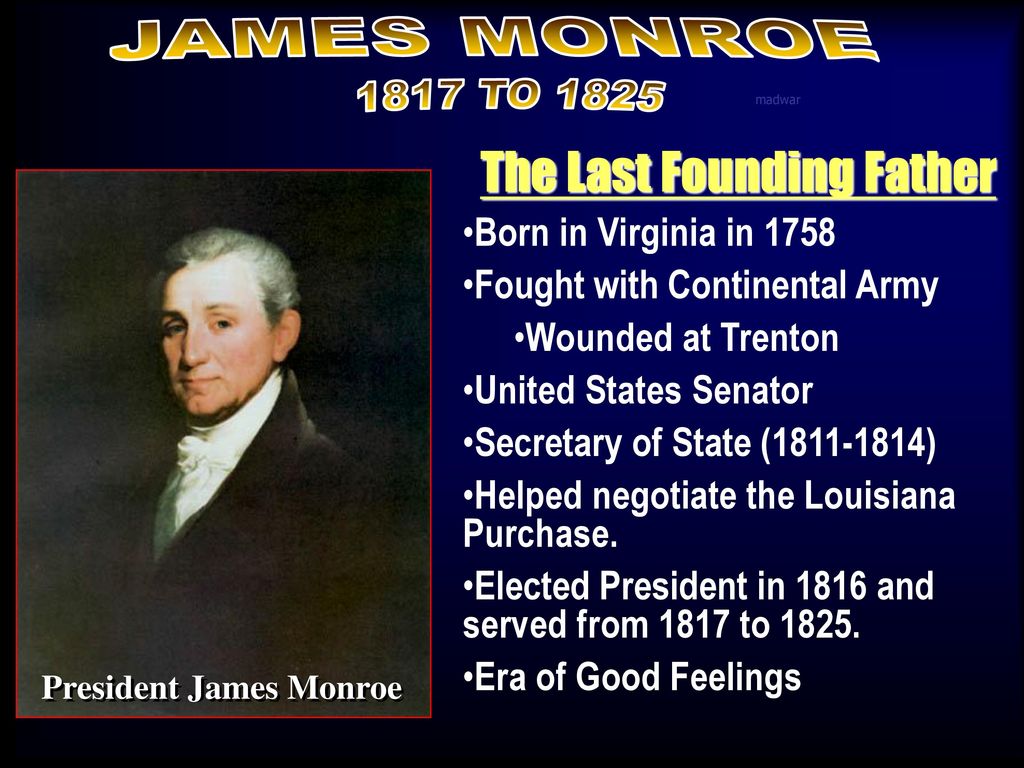 JAMES MONROE
1817 TO 1825
madwar
The Last Founding Father
•Born in Virginia in 1758
•Fought with Continental Army
•Wounded at Trenton
•United States Senator
•Secretary of State (1811-1814)
•Helped negotiate the Louisiana
Purchase.
•Elected President in 1816 and
served from 1817 to 1825.
•Era of Good Feelings
President James Monroe